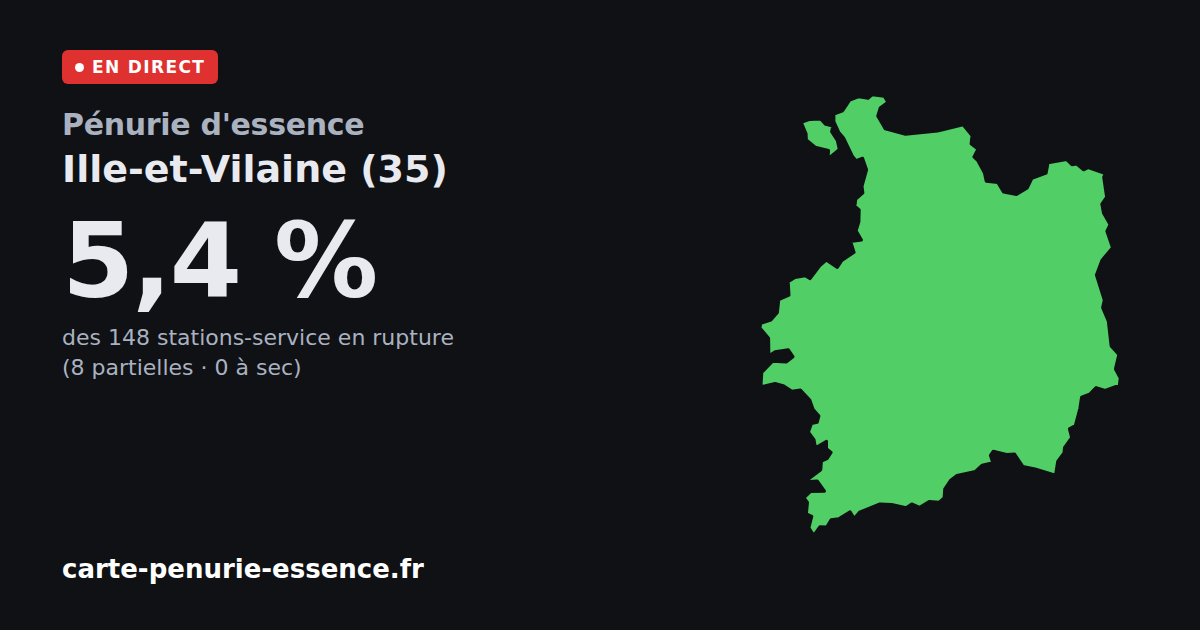 EN DIRECT
Pénurie d'essence
Ille-et-Vilaine (35)
5,4 %
des 148 stations-service en rupture
(8 partielles · 0 à sec)
carte-penurie-essence.fr